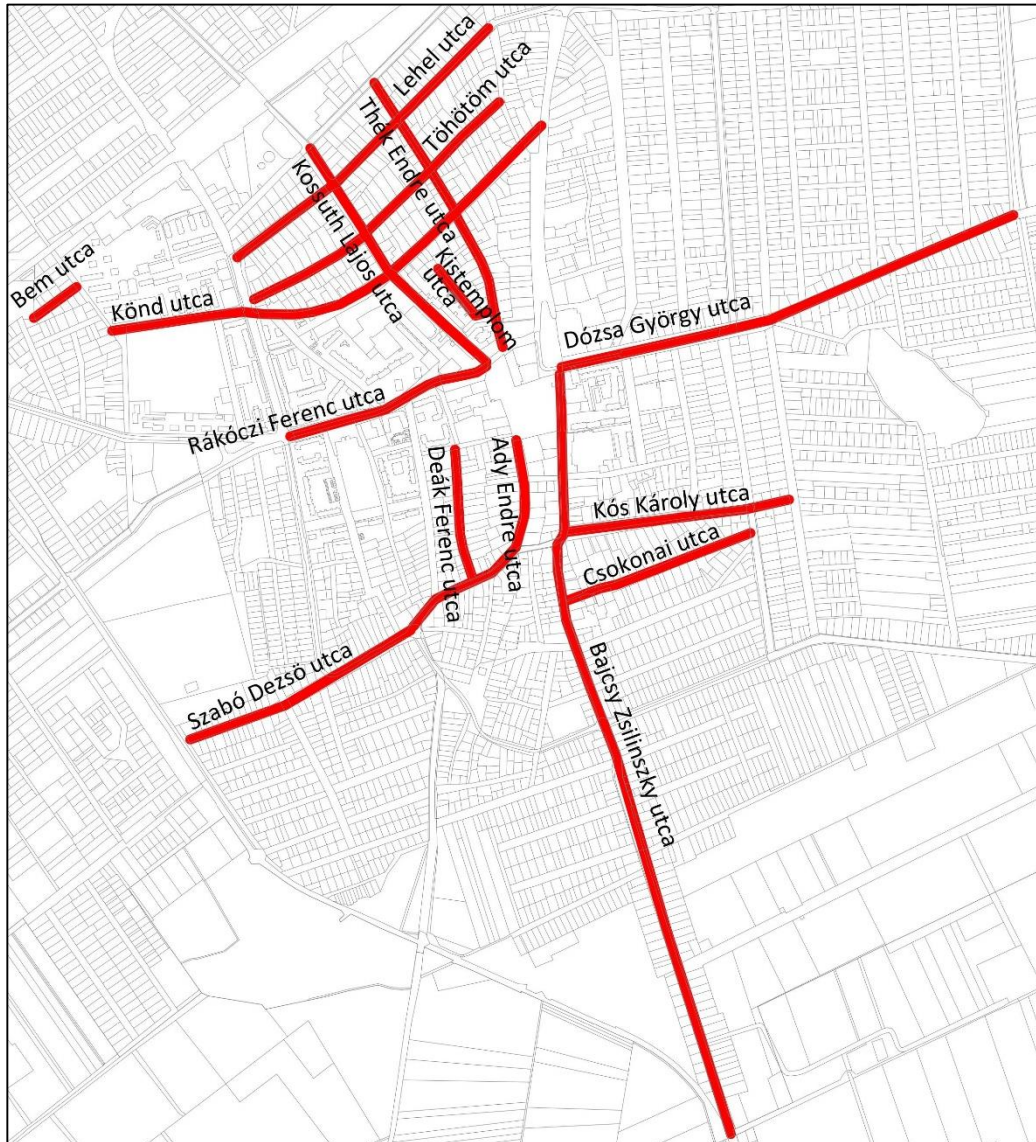 Lehel utca
Töhötöm utca
Thék Endre utca
Kossuth Lajos utca
Kistemplom
utca
Bem utca
Könd utca
Dózsa György utca
Rákóczi Ferenc utca
Deák Ferenc utca
Ady Endre utca
Kós Károly utca
Csokonai utca
Szabó Dezsö utca
Bajcsy Zsilinszky utca